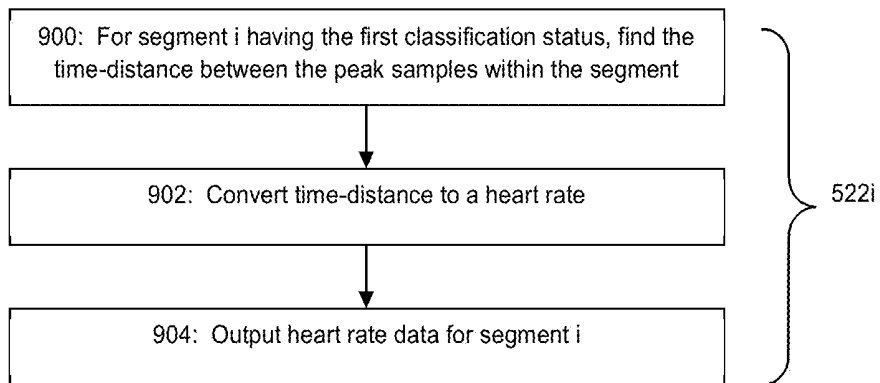 900: For segment i having the first classification status, find the
time-distance between the peak samples within the segment
902: Convert time-distance to a heart rate
522i
904: Output heart rate data for segment i